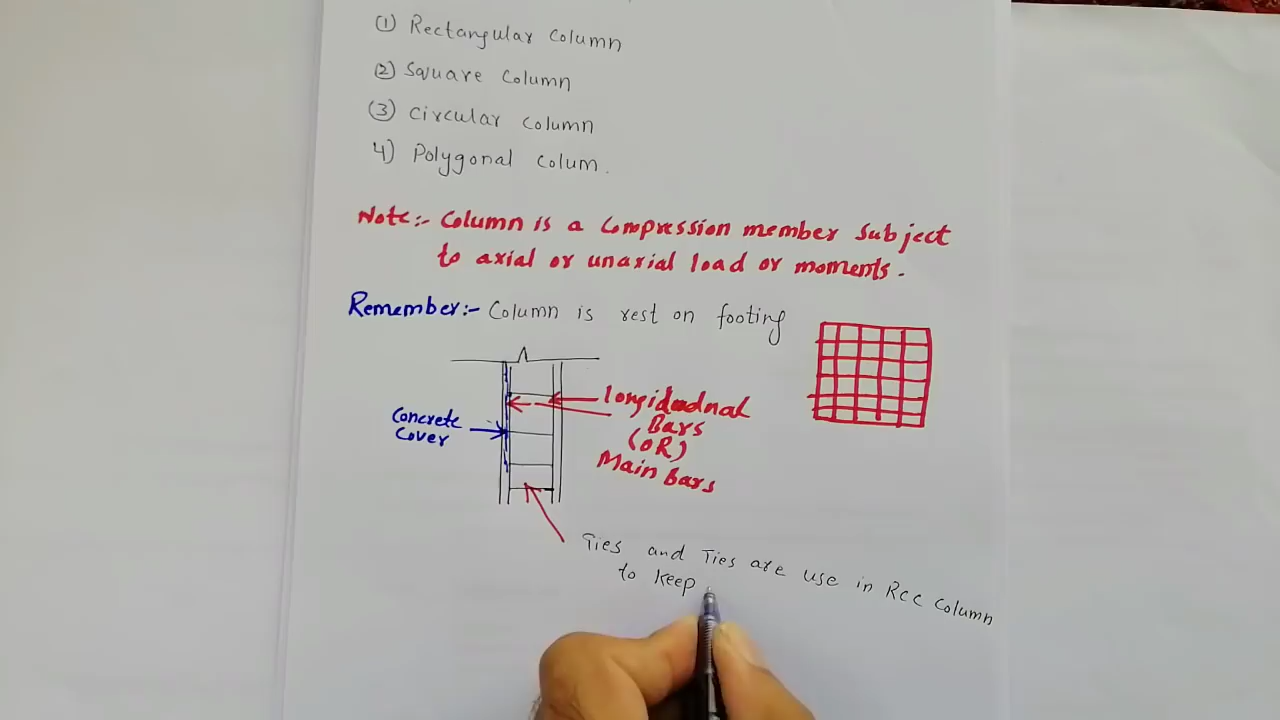 (1) Rectangular Column
(2) Square Column
(3) Circular Column
4) Polygonal Colum.
Note:- Column is a Compression member Subject
to axial or unaxial load or moments.
Remember:- Column is rest on footing
Concrete
Cover
Longidudnal
Bars
(OR)
Main Bars
Ties and Ties are use in RCC Column
to keep